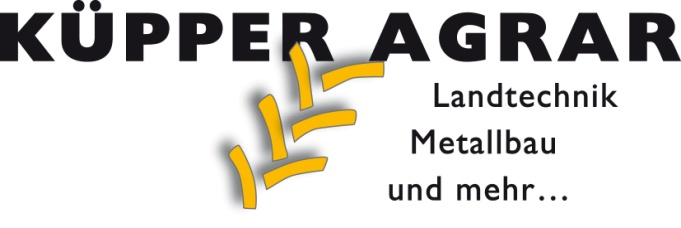 KÜPPER AGRAR
Landtechnik
Metallbau
und mehr...